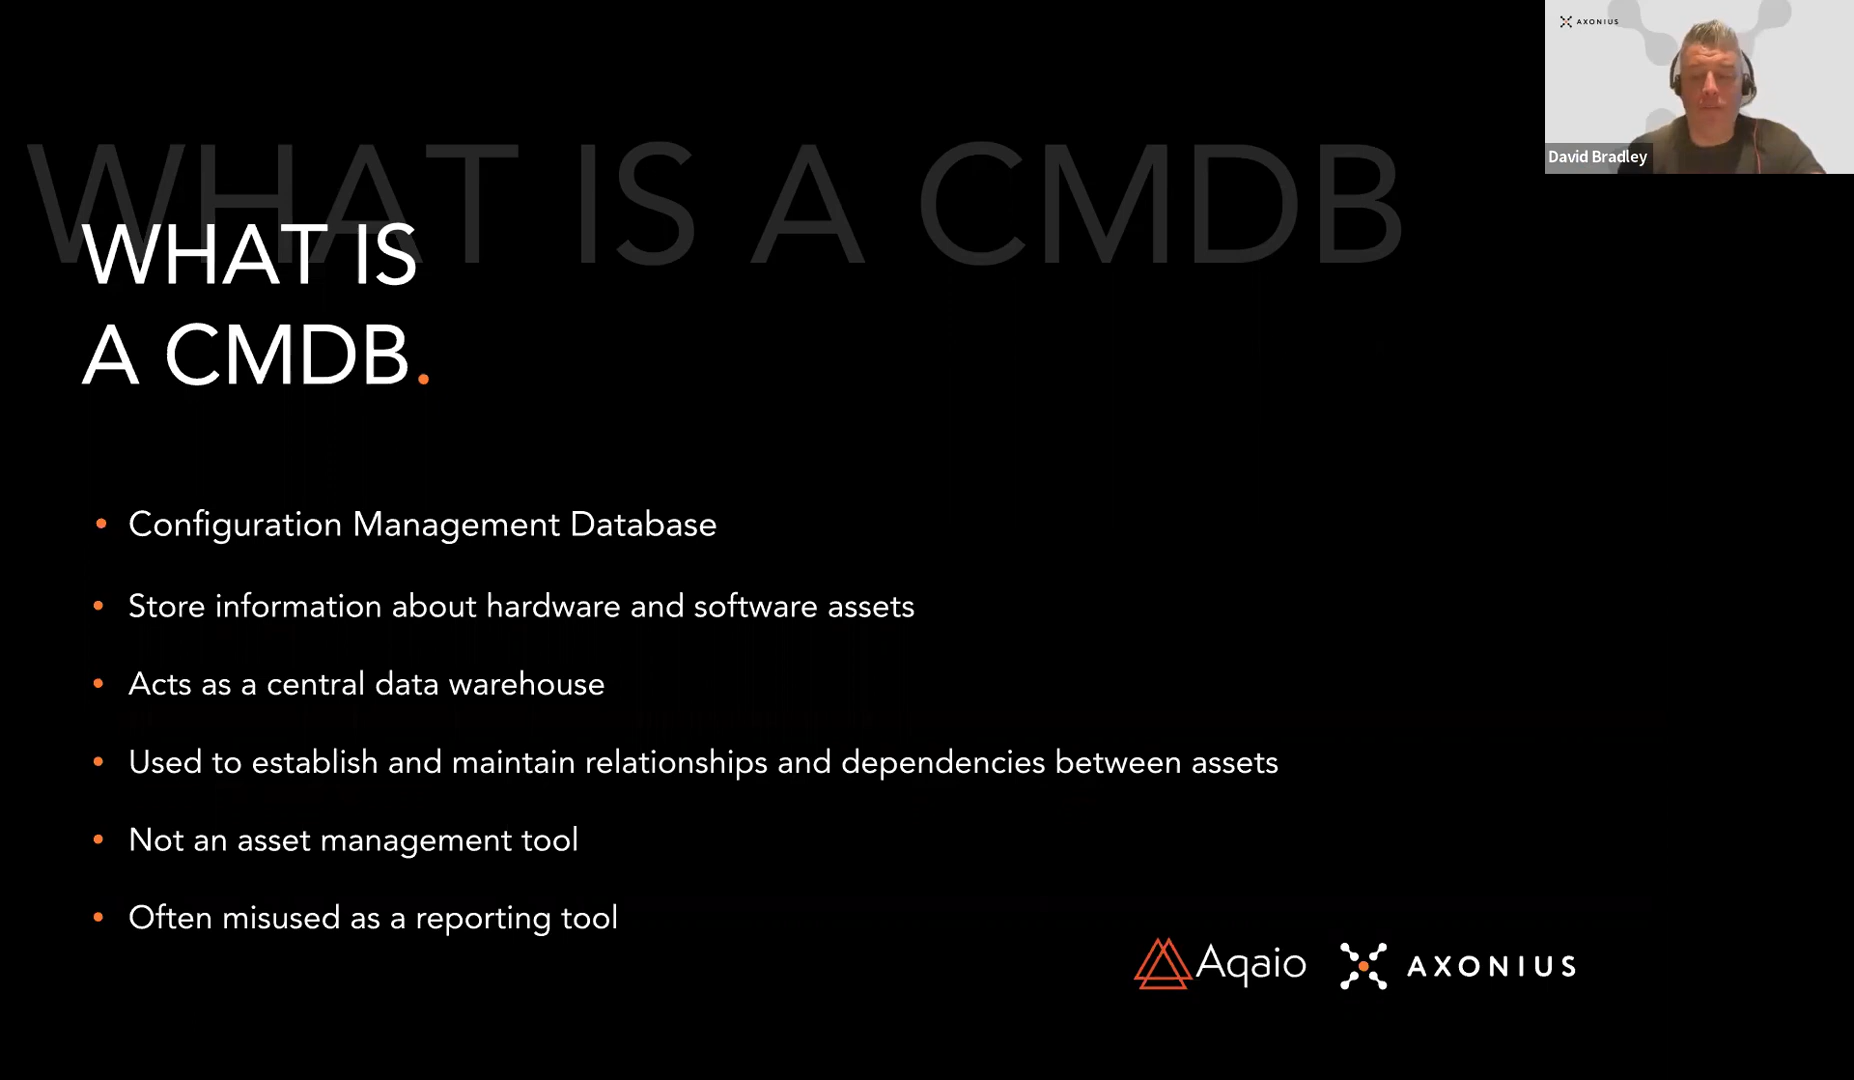 AXONIUS
David Bradley
WHAT IS A CMDB
WHAT IS
A CMDB.
• Configuration Management Database
• Store information about hardware and software assets
• Acts as a central data warehouse
• Used to establish and maintain relationships and dependencies between assets
• Not an asset management tool
• Often misused as a reporting tool
Aqaio AXONIUS